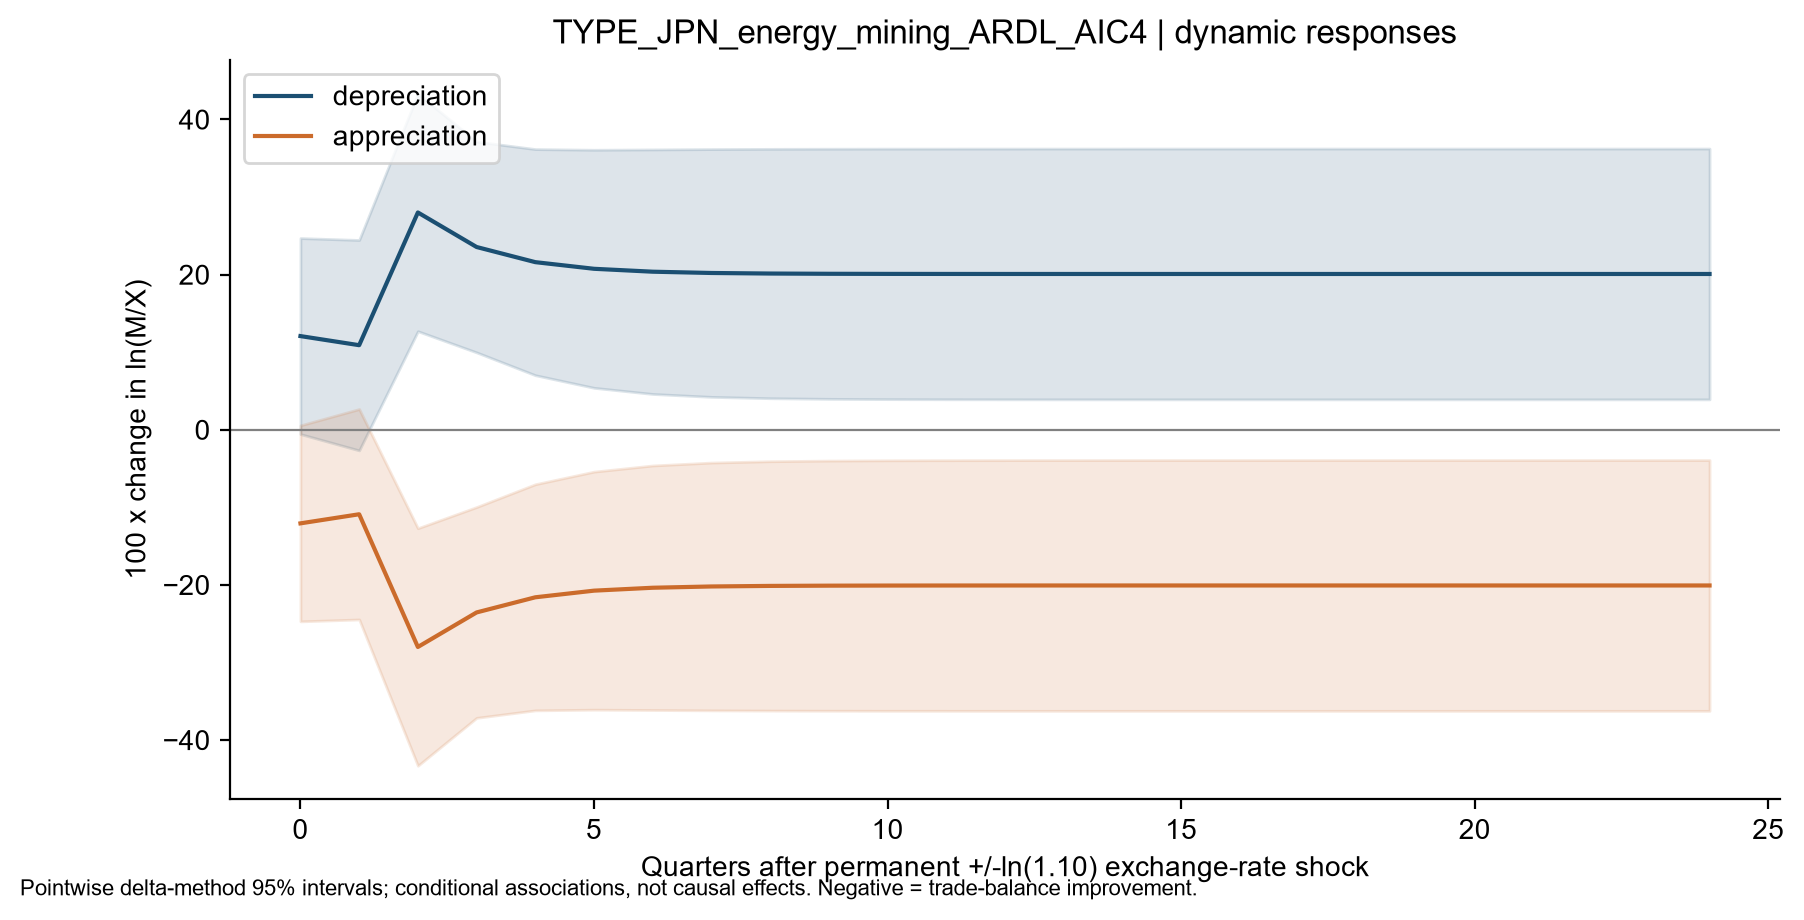 TYPE_JPN_energy_mining_ARDL_AIC4 | dynamic responses
depreciation
appreciation
100 x change in ln(M/X)
40
20
0
−20
−40
0 5 10 15 20 25
Quarters after permanent +/-ln(1.10) exchange-rate shock
Pointwise delta-method 95% intervals; conditional associations, not causal effects. Negative = trade-balance improvement.